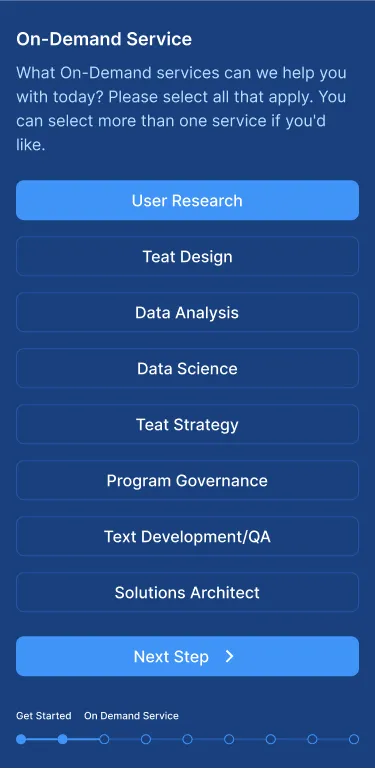 On-Demand Service
What On-Demand services can we help you
with today? Please select all that apply. You
can select more than one service if you'd
like.
User Research
Teat Design
Data Analysis
Data Science
Teat Strategy
Program Governance
Text Development/QA
Solutions Architect
Next Step
Get Started On Demand Service